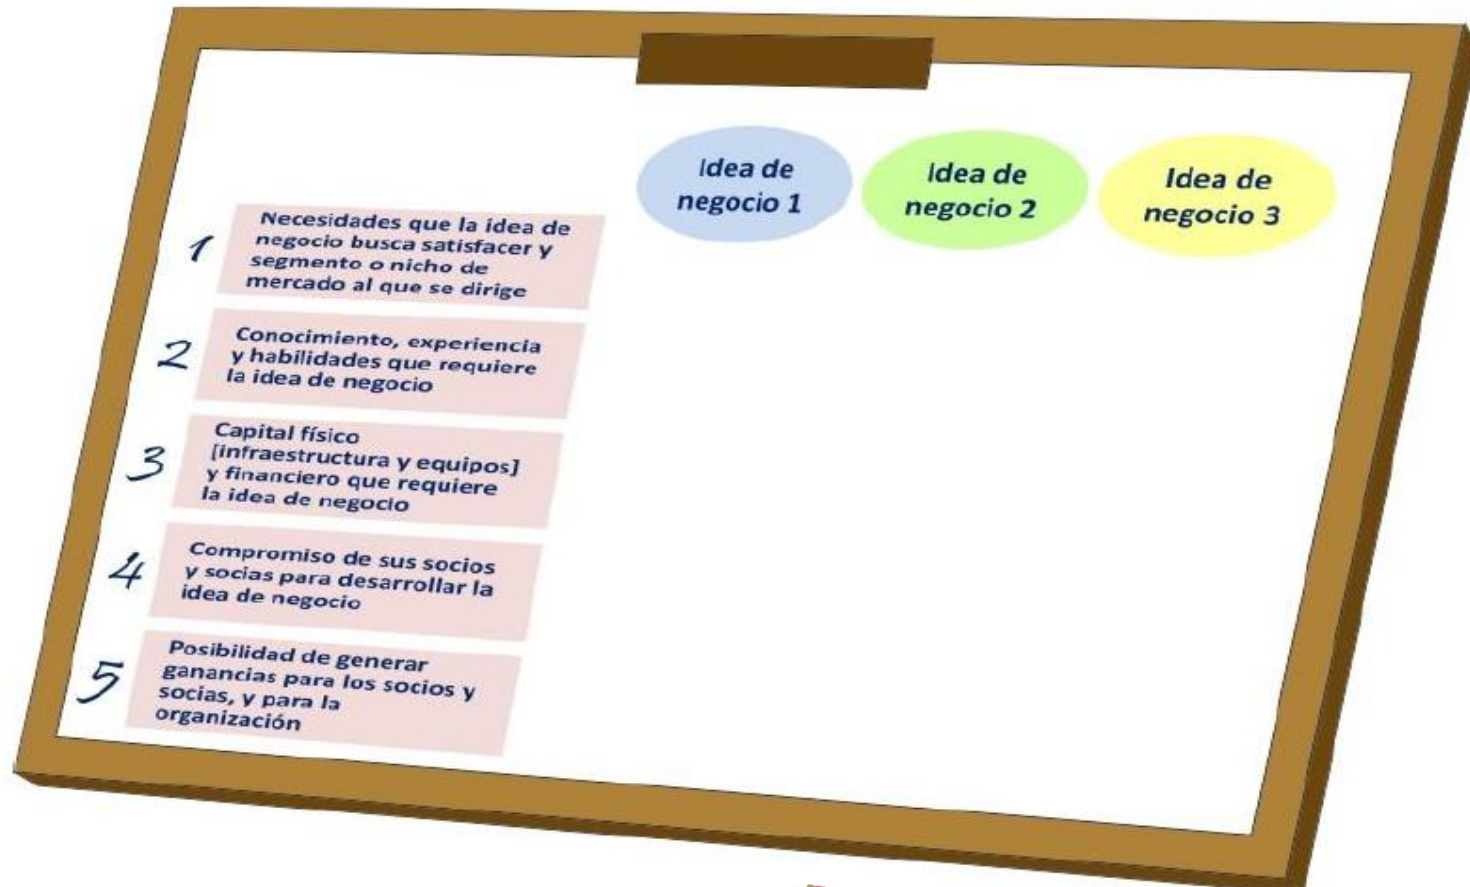 Idea de
negocio 1
Idea de
negocio 2
Idea de
negocio 3
1
Necesidades que la idea de
negocio busca satisfacer y
segmento o nicho de
mercado al que se dirige
2
Conocimiento, experiencia
y habilidades que requiere
la idea de negocio
3
Capital físico
[infraestructura y equipos]
y financiero que requiere
la idea de negocio
4
Compromiso de sus socios
y socias para desarrollar la
idea de negocio
5
Posibilidad de generar
ganancias para los socios y
socias, y para la
organización